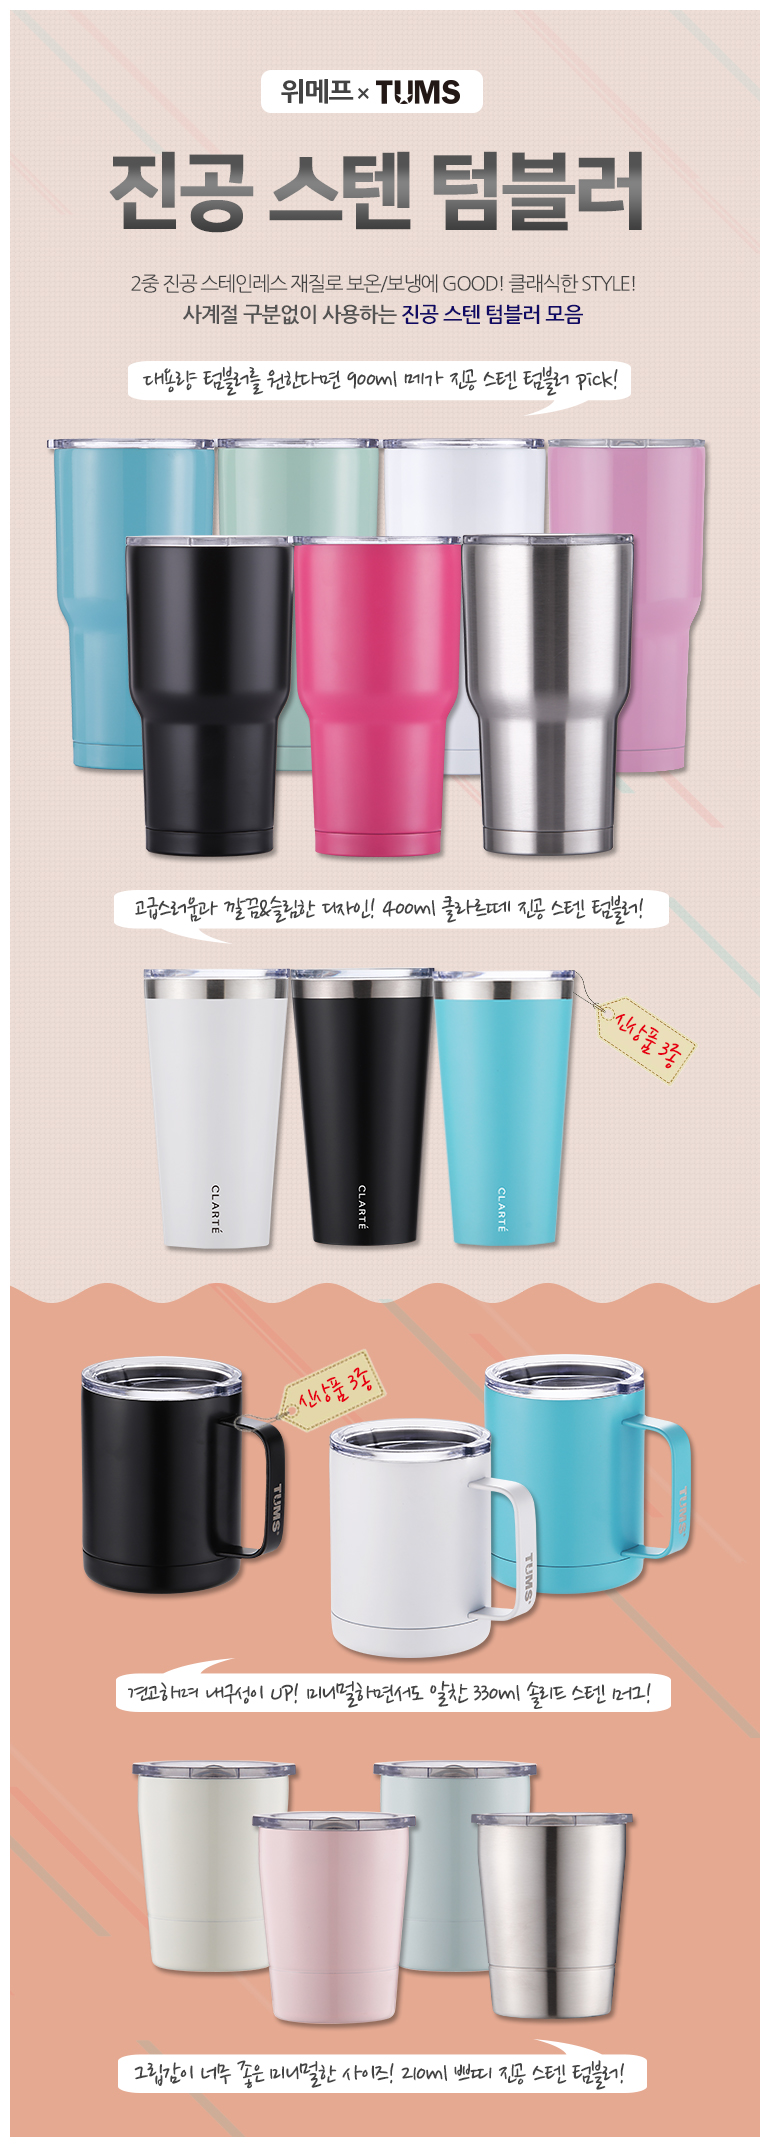 위메프 × TUMS
진공 스텐 텀블러
2중 진공 스테인레스 재질로 보온/보냉에 GOOD! 클래식한 STYLE!
사계절 구분없이 사용하는 진공 스텐 텀블러 모음
대용량 텀블러를 원한다면 900ml 메가 진공 스텐 텀블러 pick!
고급스러움과 깔끔&슬림한 디자인! 400ml 클라르떼 진공 스텐 텀블러!
신상품 3종
CLARTÉ
CLARTÉ
CLARTÉ
신상품 3종
TUMS
TUMS
TUMS
견고하며 내구성이 UP! 미니멀하면서도 알찬 330ml 솔리드 스텐 머그!
그립감이 너무 좋은 미니멀한 사이즈! 210ml 쁘띠 진공 스텐 텀블러!